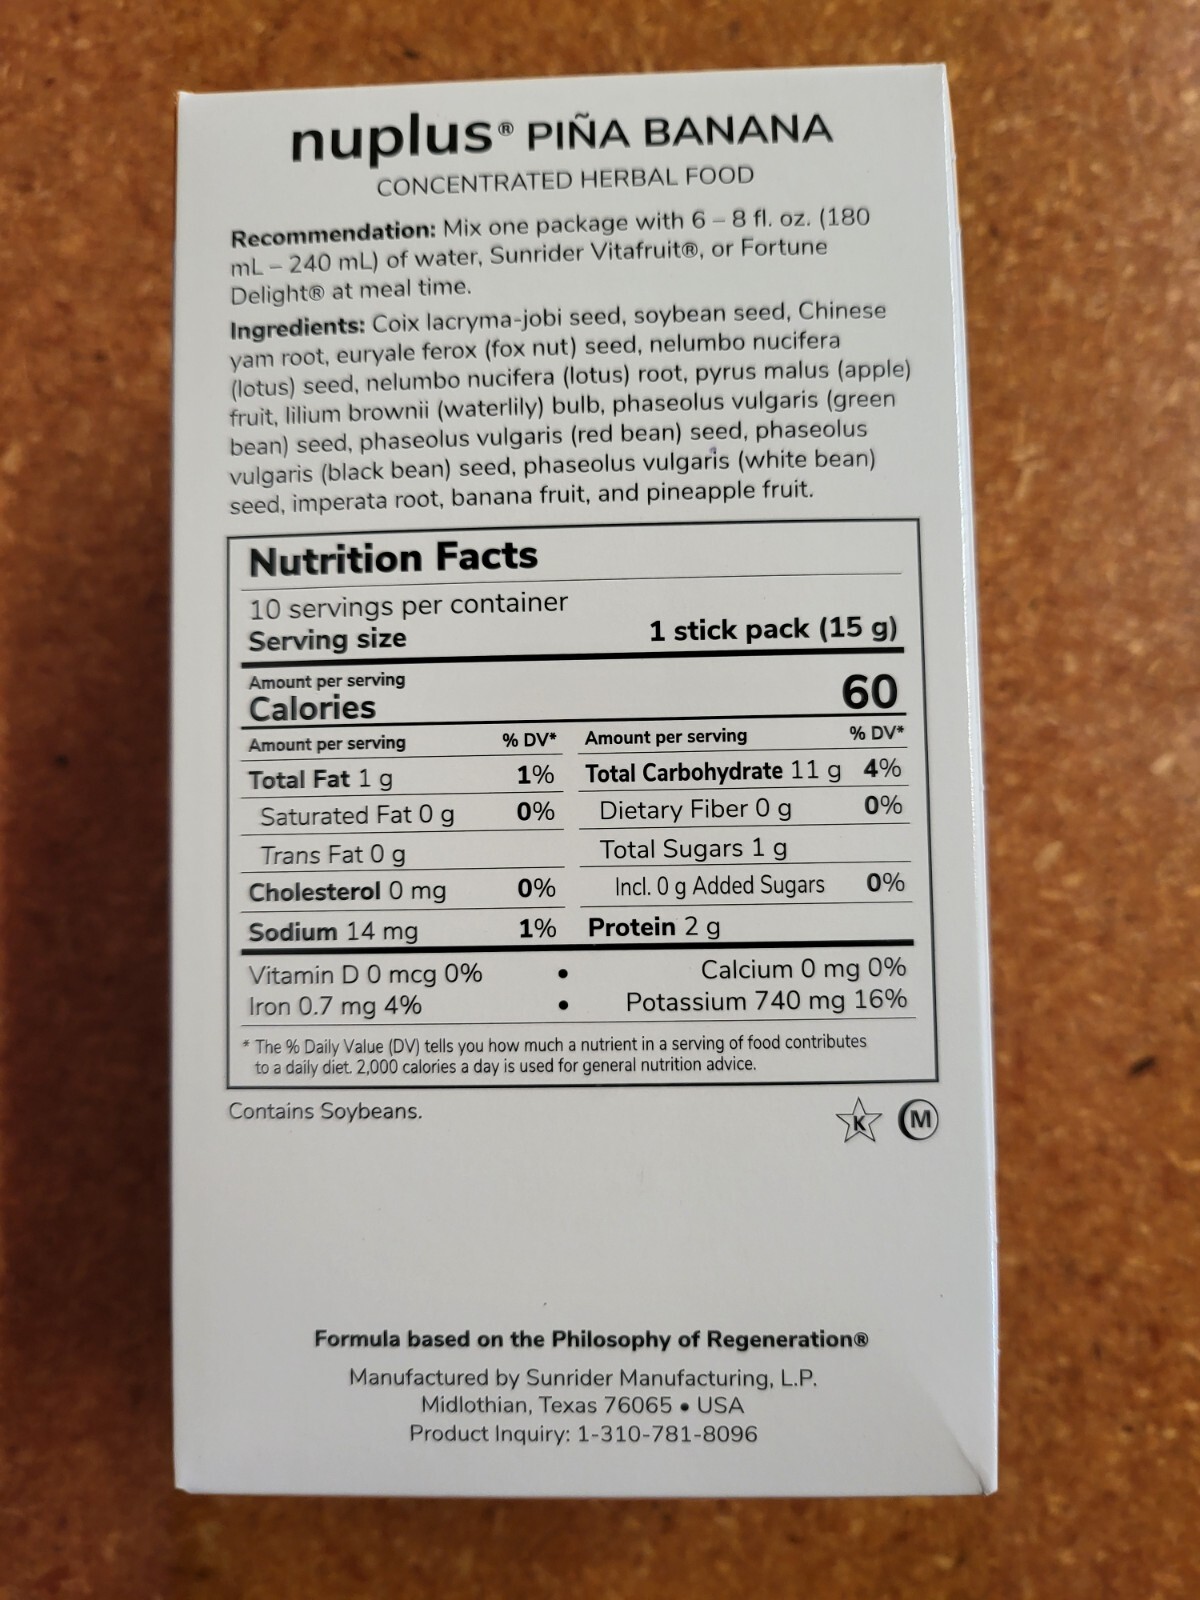 nuplus® PIÑA BANANA
CONCENTRATED HERBAL FOOD
Recommendation: Mix one package with 6 – 8 fl. oz. (180
mL – 240 mL) of water, Sunrider Vitafruit®, or Fortune
Delight® at meal time.
Ingredients: Coix lacryma-jobi seed, soybean seed, Chinese
yam root, euryale ferox (fox nut) seed, nelumbo nucifera
(lotus) seed, nelumbo nucifera (lotus) root, pyrus malus (apple)
fruit, lilium brownii (waterlily) bulb, phaseolus vulgaris (green
bean) seed, phaseolus vulgaris (red bean) seed, phaseolus
vulgaris (black bean) seed, phaseolus vulgaris (white bean)
seed, imperata root, banana fruit, and pineapple fruit.
Nutrition Facts
10 servings per container
Serving size 1 stick pack (15 g)
Amount per serving
Calories 60
Amount per serving % DV* Amount per serving % DV*
Total Fat 1 g 1% Total Carbohydrate 11 g 4%
Saturated Fat 0 g 0% Dietary Fiber 0 g 0%
Trans Fat 0 g Total Sugars 1 g
Cholesterol 0 mg 0% Incl. 0 g Added Sugars 0%
Sodium 14 mg 1% Protein 2 g
Vitamin D 0 mcg 0% • Calcium 0 mg 0%
Iron 0.7 mg 4% • Potassium 740 mg 16%
* The % Daily Value (DV) tells you how much a nutrient in a serving of food contributes
to a daily diet. 2,000 calories a day is used for general nutrition advice.
Contains Soybeans.
K M
Formula based on the Philosophy of Regeneration®
Manufactured by Sunrider Manufacturing, L.P.
Midlothian, Texas 76065 • USA
Product Inquiry: 1-310-781-8096